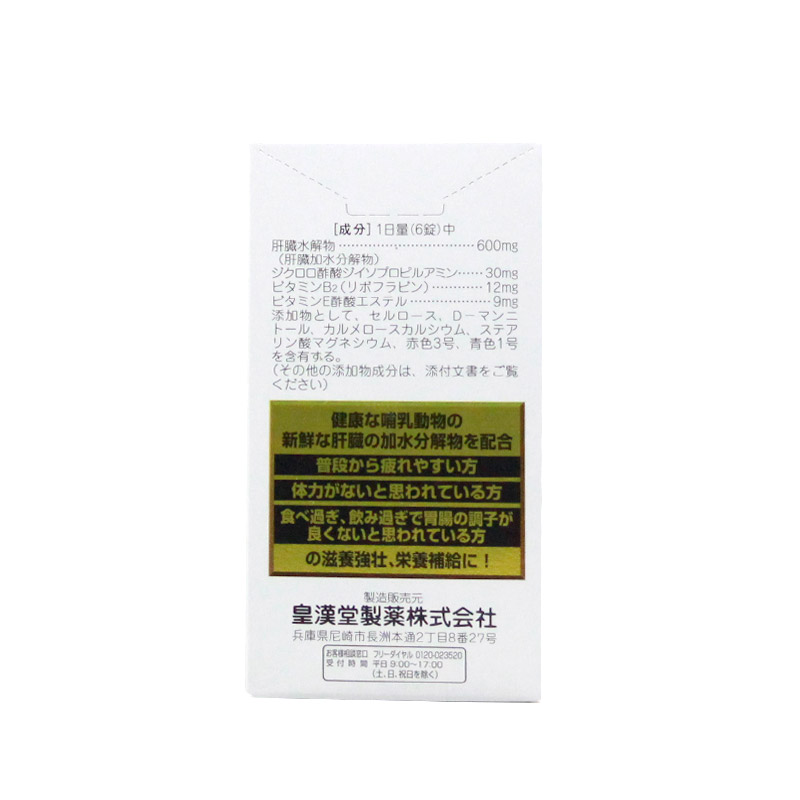 [成分] 1日量(6錠)中
肝臓水解物……………………………600mg
(肝臓加水分解物)
ジクロロ酢酸ジイソプロピルアミン……30mg
ビタミンB2(リボフラビン)…………12mg
ビタミンE酢酸エステル………………9mg
添加物として、セルロース、D-マンニ
トール、カルメロースカルシウム、ステア
リン酸マグネシウム、赤色3号、青色1号
を含有する。
(その他の添加物成分は、添付文書をご覧
ください)
健康な哺乳動物の
新鮮な肝臓の加水分解物を配合
普段から疲れやすい方
体力がないと思われている方
食べ過ぎ、飲み過ぎで胃腸の調子が
良くないと思われている方
の滋養強壮、栄養補給に!
製造販売元
皇漢堂製薬株式会社
兵庫県尼崎市長洲本通2丁目8番27号
お客様相談窓口 フリーダイヤル 0120-023520
受付時間 平日 9:00~17:00
(土、日、祝日を除く)